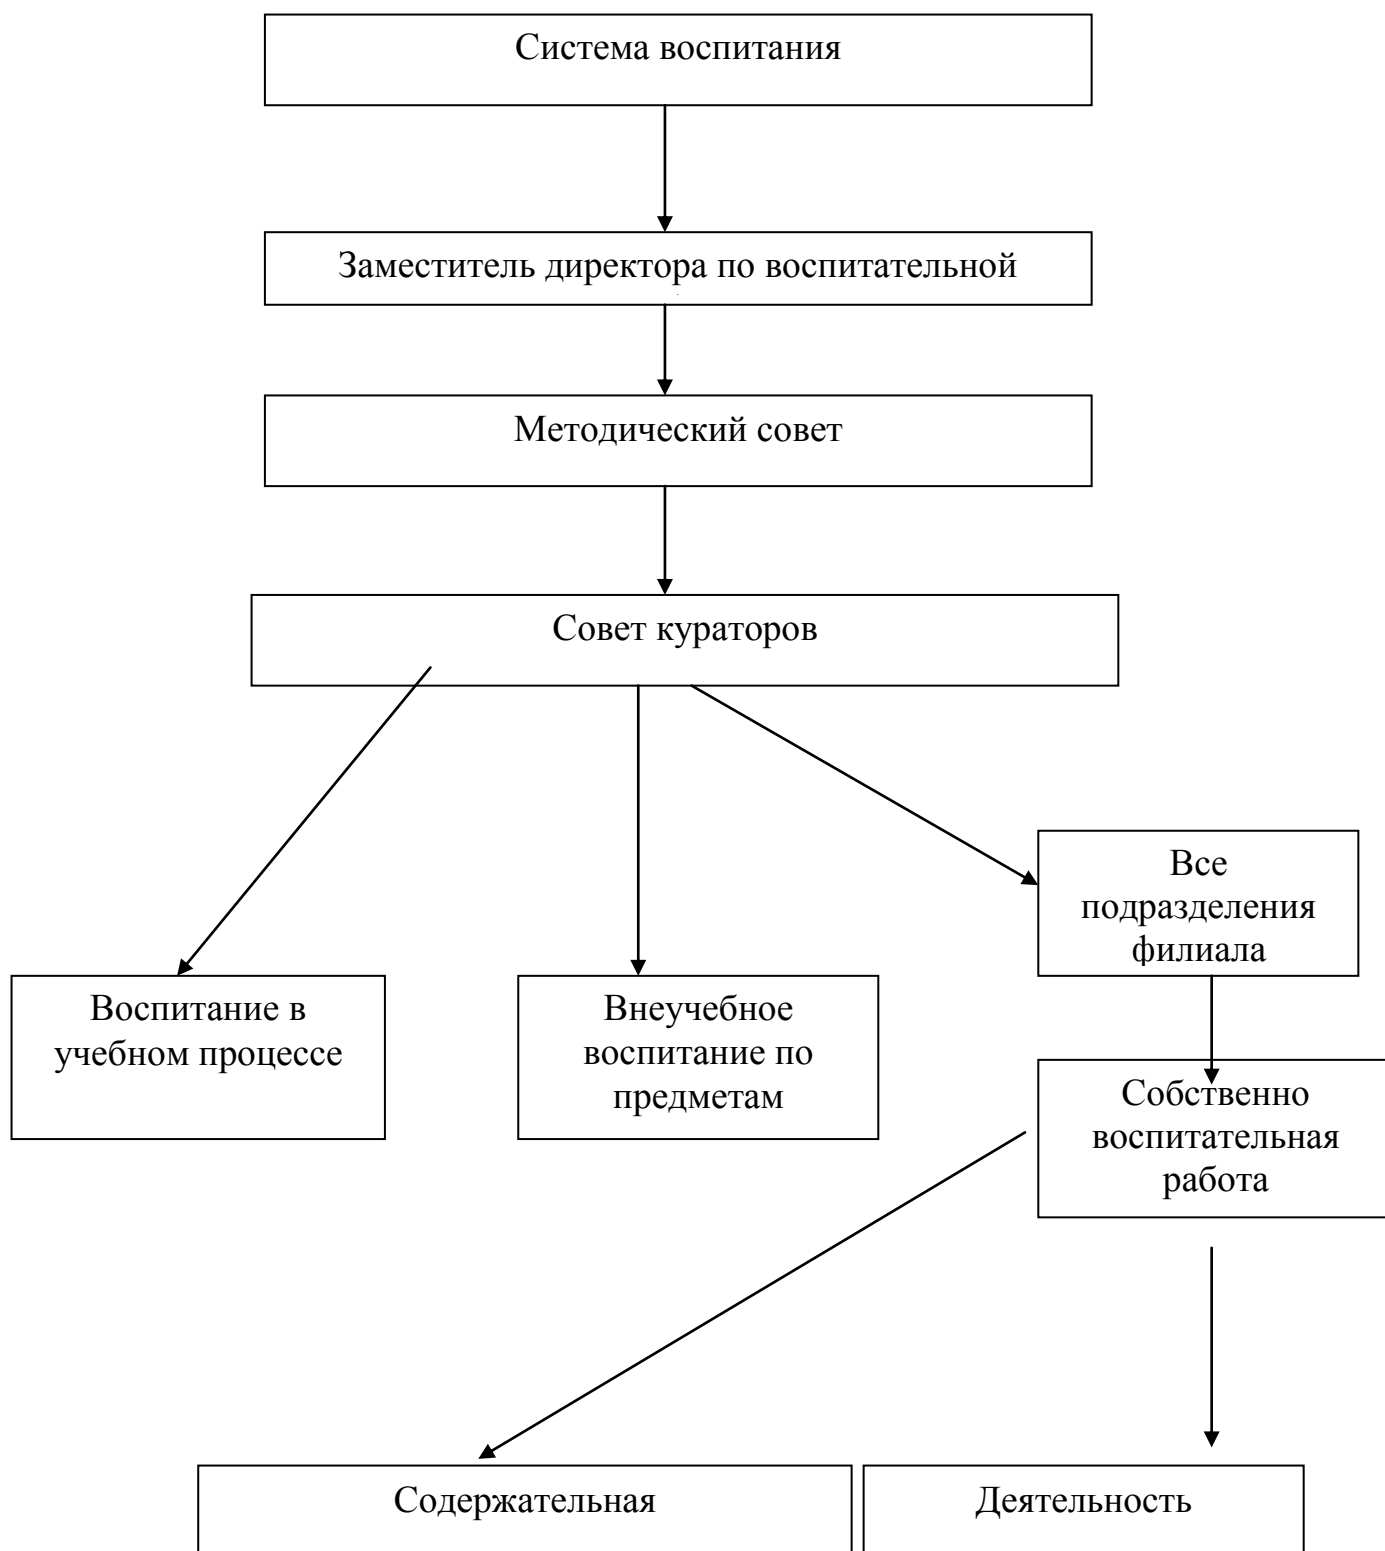 Система воспитания
Заместитель директора по воспитательной
Методический совет
Совет кураторов
Все
подразделения
филиала
Воспитание в
учебном процессе
Внеучебное
воспитание по
предметам
Собственно
воспитательная
работа
Содержательная
Деятельность